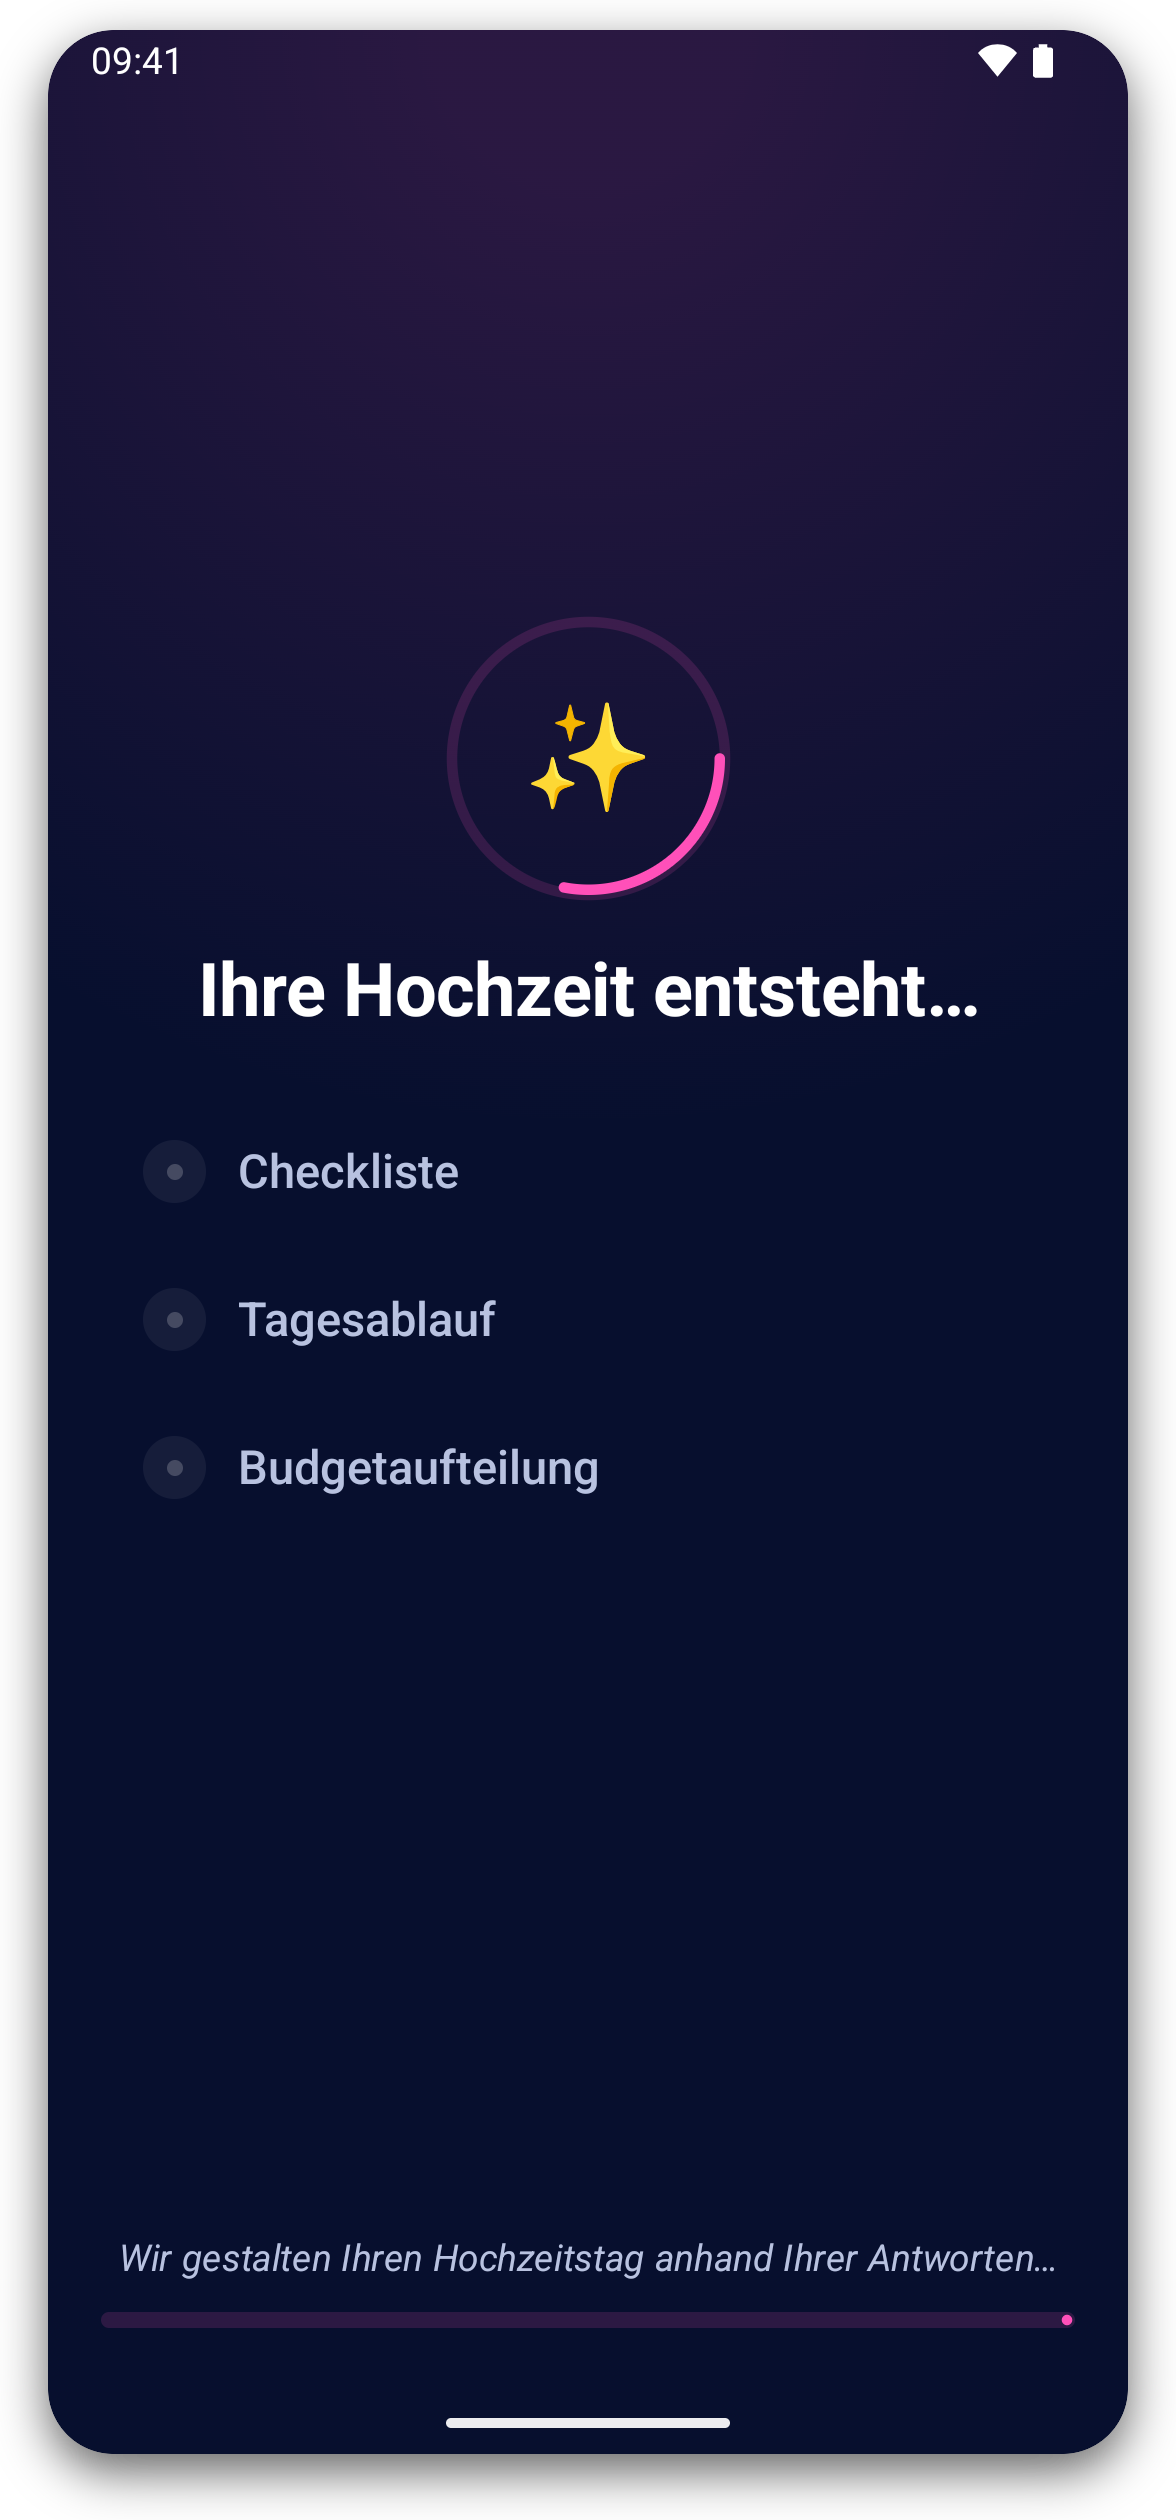 09:41
Ihre Hochzeit entsteht…
Checkliste
Tagesablauf
Budgetaufteilung
Wir gestalten Ihren Hochzeitstag anhand Ihrer Antworten…